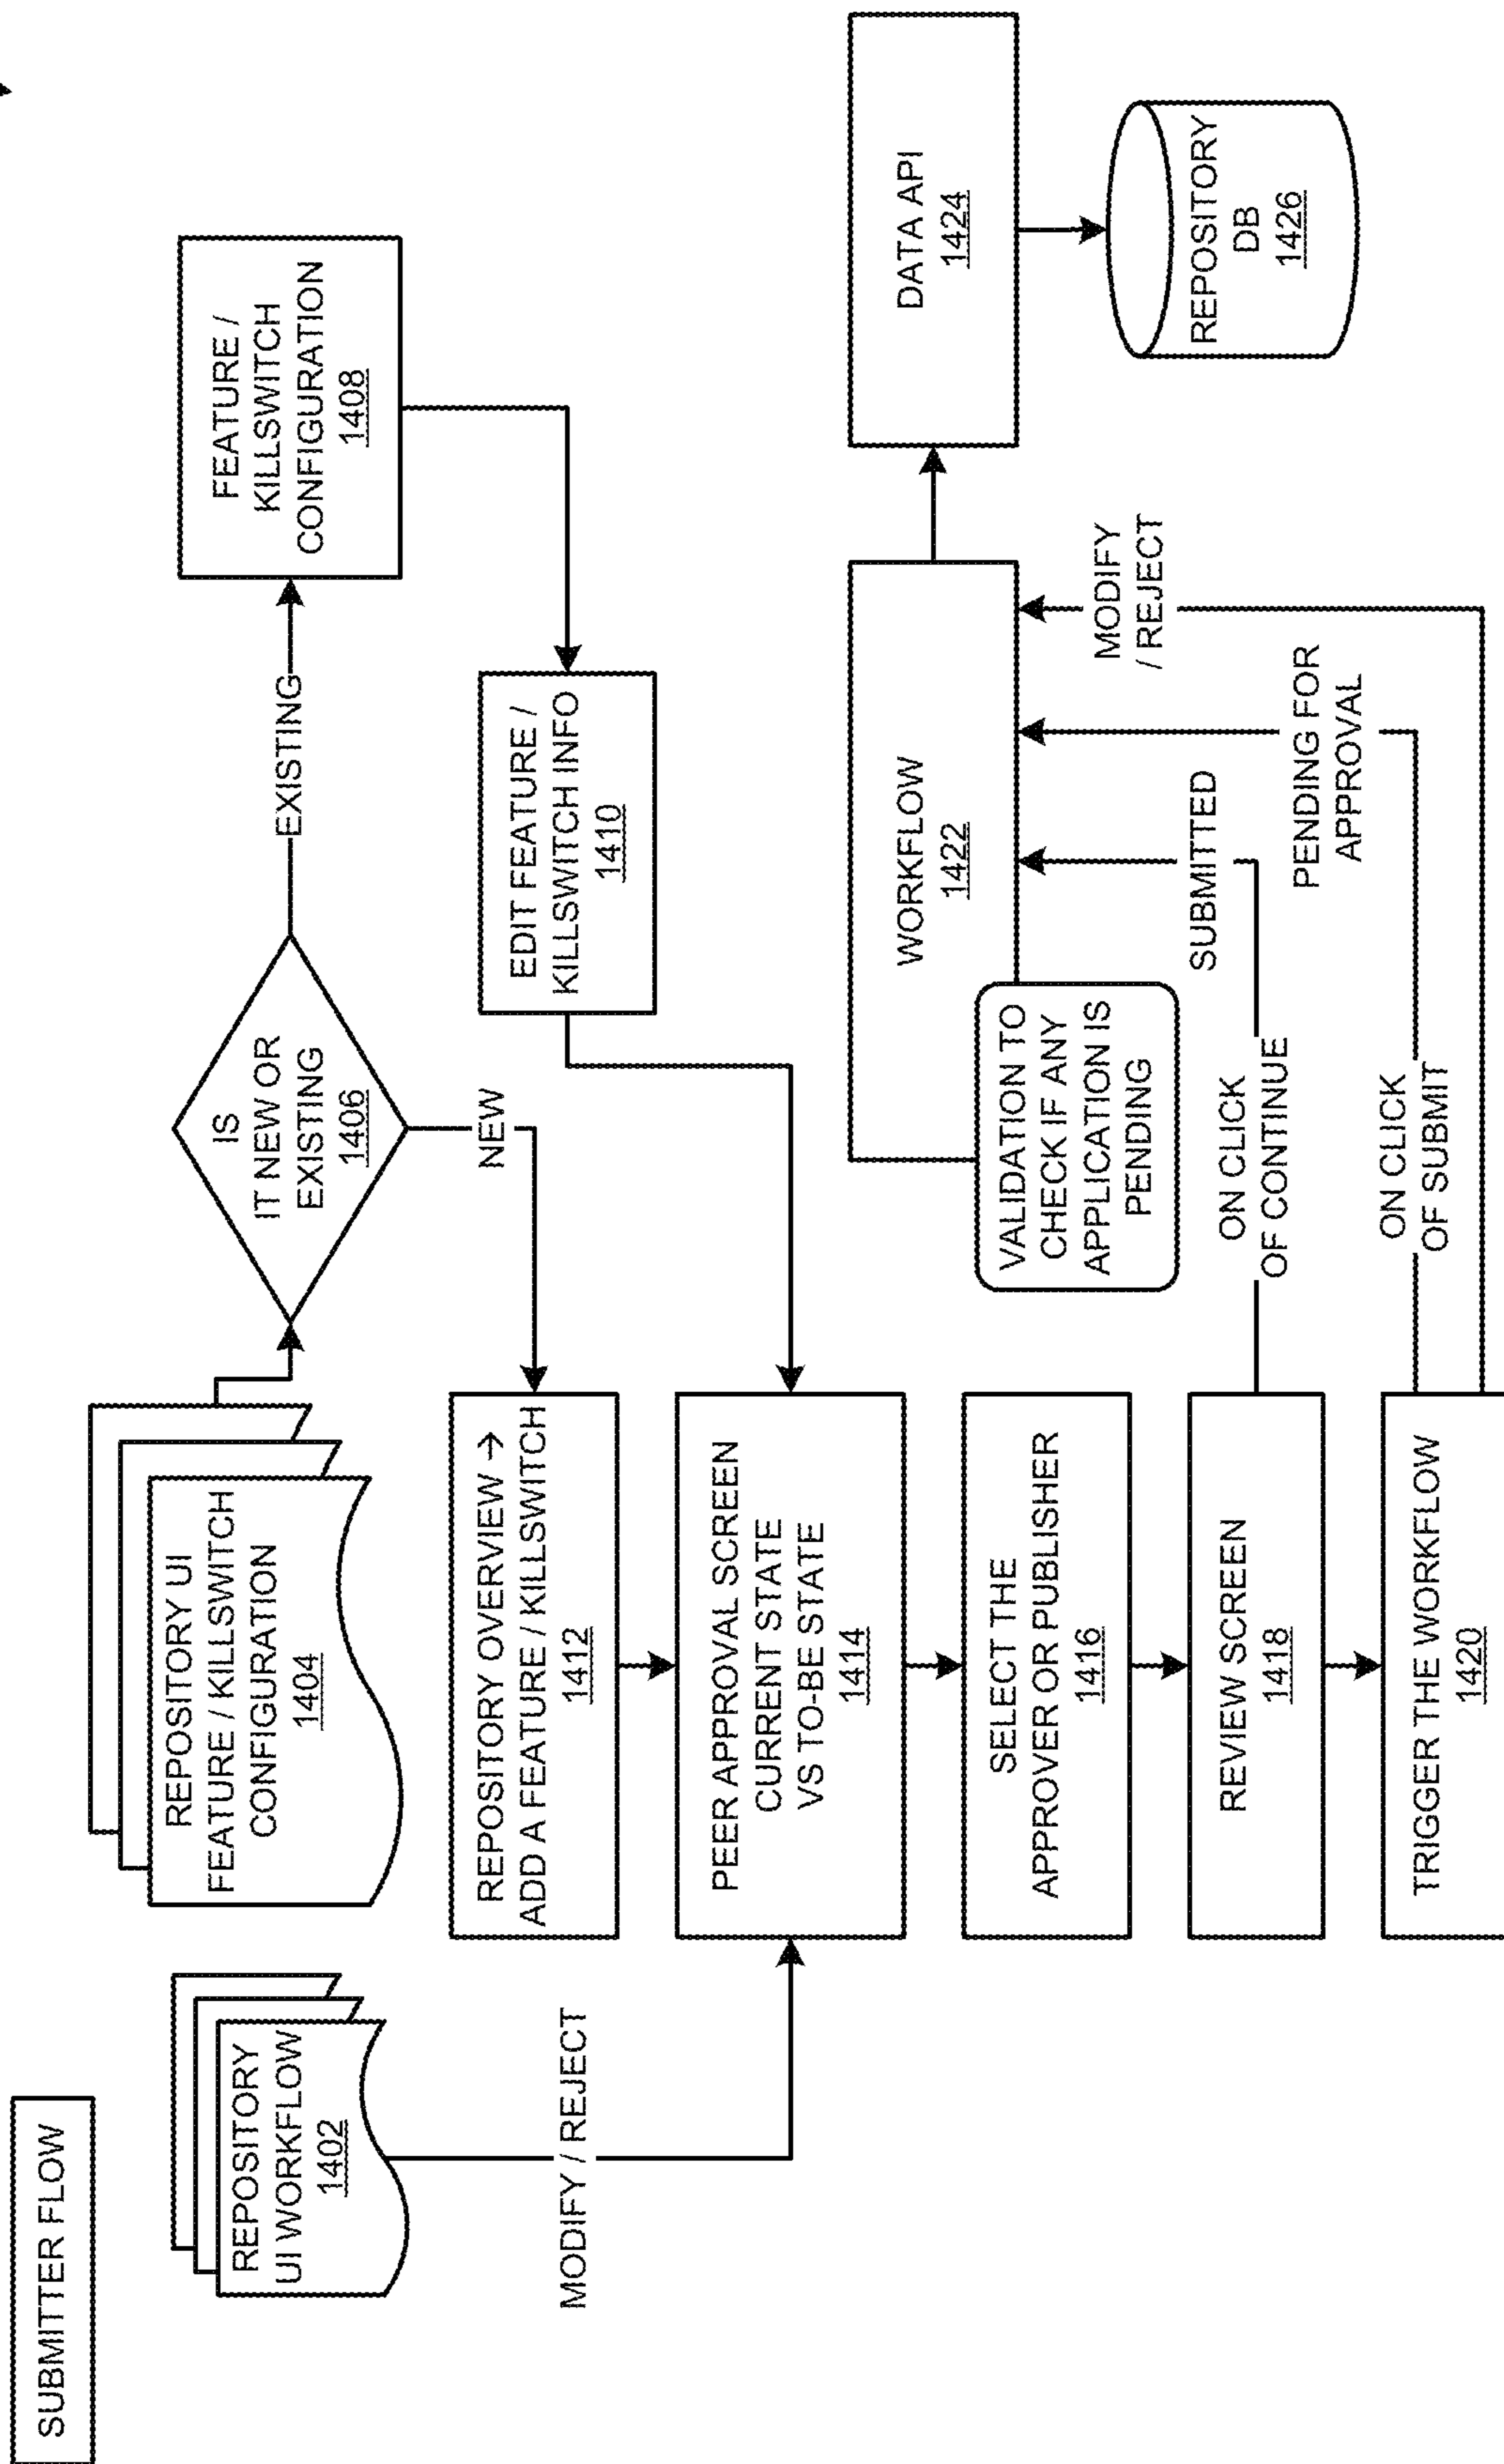 SUBMITTER FLOW
REPOSITORY
UI WORKFLOW
1402
MODIFY / REJECT
REPOSITORY UI
FEATURE / KILLSWITCH
CONFIGURATION
1404
IS
IT NEW OR
EXISTING
1406
EXISTING
NEW
FEATURE /
KILLSWITCH
CONFIGURATION
1408
EDIT FEATURE /
KILLSWITCH INFO
1410
REPOSITORY OVERVIEW →
ADD A FEATURE / KILLSWITCH
1412
PEER APPROVAL SCREEN
CURRENT STATE
VS TO-BE STATE
1414
SELECT THE
APPROVER OR PUBLISHER
1416
REVIEW SCREEN
1418
TRIGGER THE WORKFLOW
1420
ON CLICK
OF CONTINUE
SUBMITTED
ON CLICK
OF SUBMIT
PENDING FOR
APPROVAL
MODIFY
/ REJECT
VALIDATION TO
CHECK IF ANY
APPLICATION IS
PENDING
WORKFLOW
1422
DATA API
1424
REPOSITORY
DB
1426